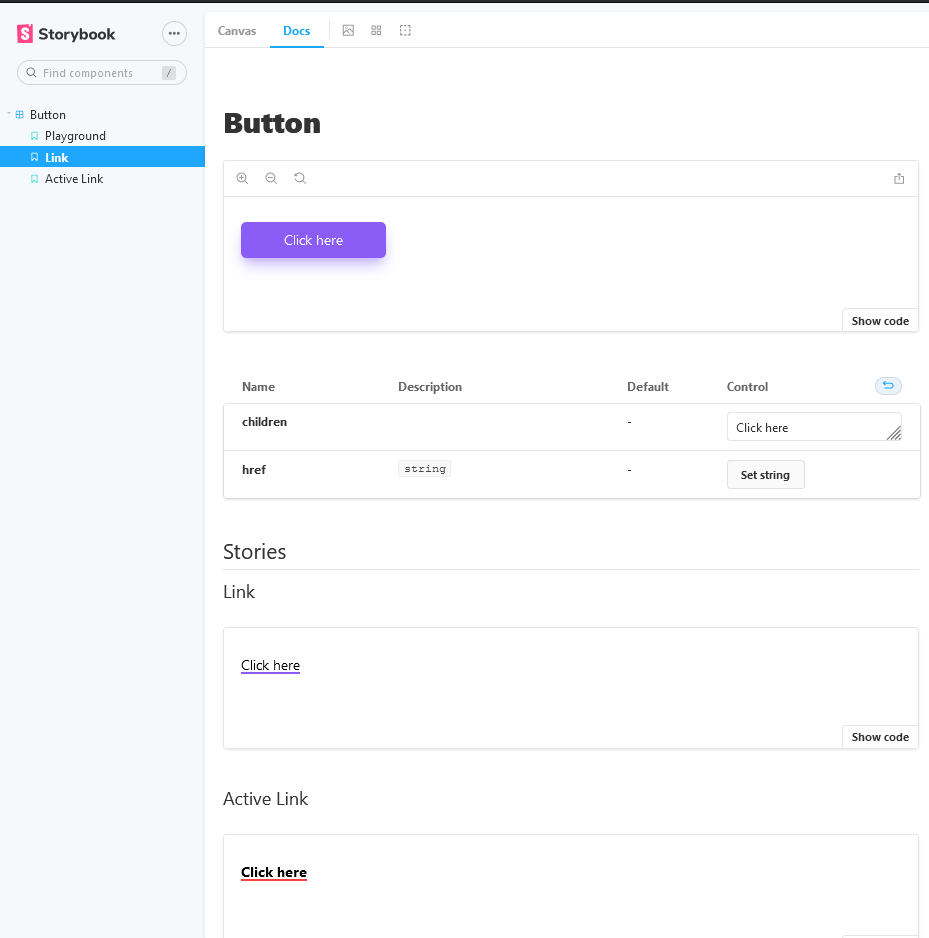 Storybook
Find components
/
Button
Playground
Link
Active Link
Canvas
Docs
Button
Click here
Show code
Name Description Default Control
children - Click here
href string - Set string
Stories
Link
Click here
Show code
Active Link
Click here